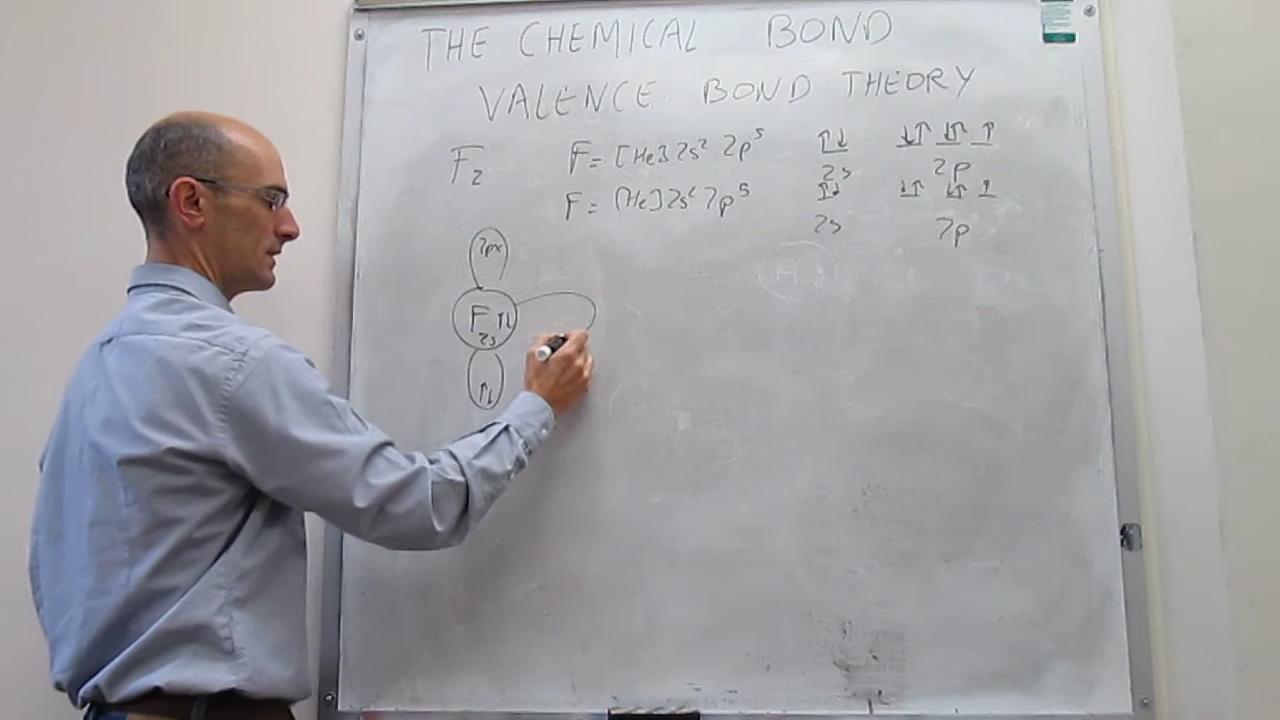 THE CHEMICAL BOND
VALENCE BOND THEORY
F2 F = [He] 2s² 2p⁵ ↑↓ ↓↑ ↓↑ ↑
2s 2p
F = [He] 2s² 2p⁵ ↑↓ ↓↑ ↓↑ ↑
2s 2p
2px
F ↑↓
2s
↑↓